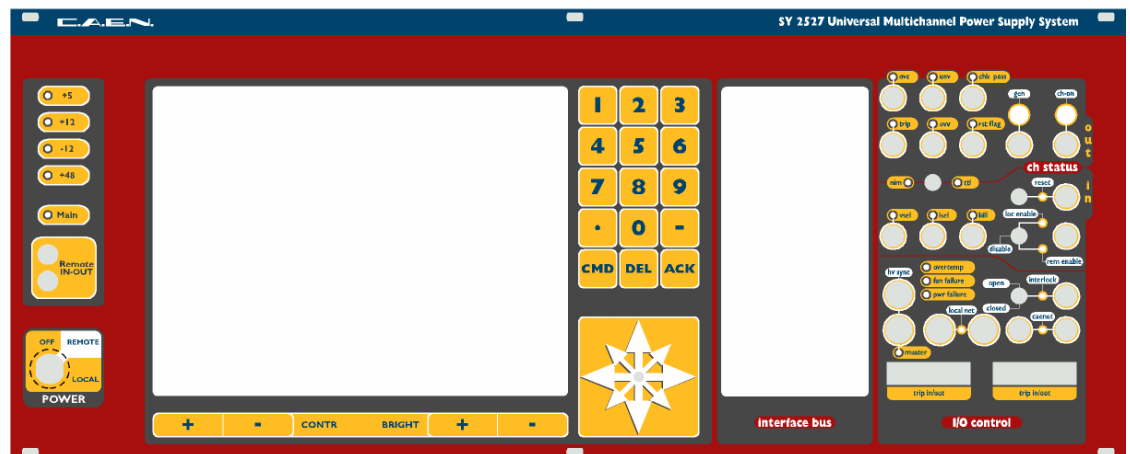 C.A.E.N.
SY 2527 Universal Multichannel Power Supply System
+5
+12
-12
+48
Main
Remote
IN-OUT
OFF REMOTE
LOCAL
POWER
1 2 3
4 5 6
7 8 9
. 0 -
CMD DEL ACK
+ - CONTR BRIGHT + -
interface bus
ovc unv chk pass
gen ch-on
trip ovv rst flag
out
ch status
in
nim ttl
reset
vsel isel kill
loc enable
disable
rem enable
hv sync
overtemp
fan failure
pwr failure
open interlock
closed
local net
caenet
master
trip in/out trip in/out
I/O control